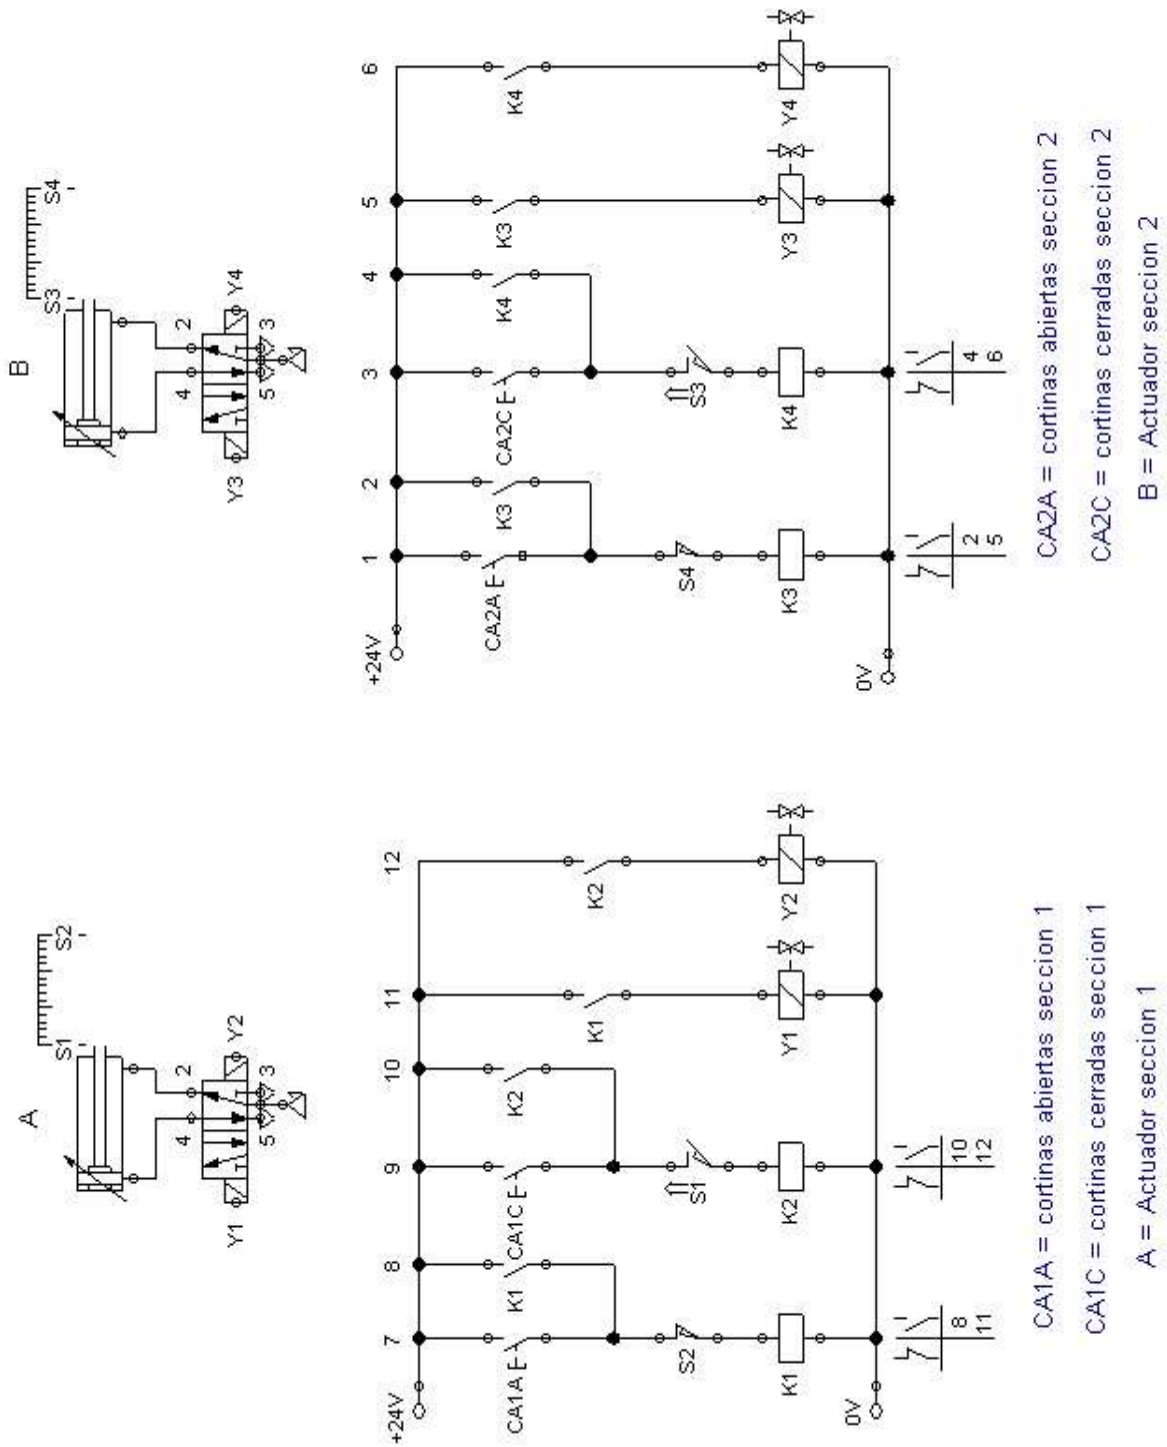 A
S1 S2
4 2
Y1 Y2
5 3
7 8 9 10 11 12
+24V
CA1A K1 CA1C K2 K1 K2
S2 S1
K1 K2 Y1 Y2
0V
8 10
11 12
CA1A = cortinas abiertas seccion 1
CA1C = cortinas cerradas seccion 1
A = Actuador seccion 1
B
S3 S4
4 2
Y3 Y4
5 3
1 2 3 4 5 6
+24V
CA2A K3 CA2C K4 K3 K4
S4 S3
K3 K4 Y3 Y4
0V
2 4
5 6
CA2A = cortinas abiertas seccion 2
CA2C = cortinas cerradas seccion 2
B = Actuador seccion 2